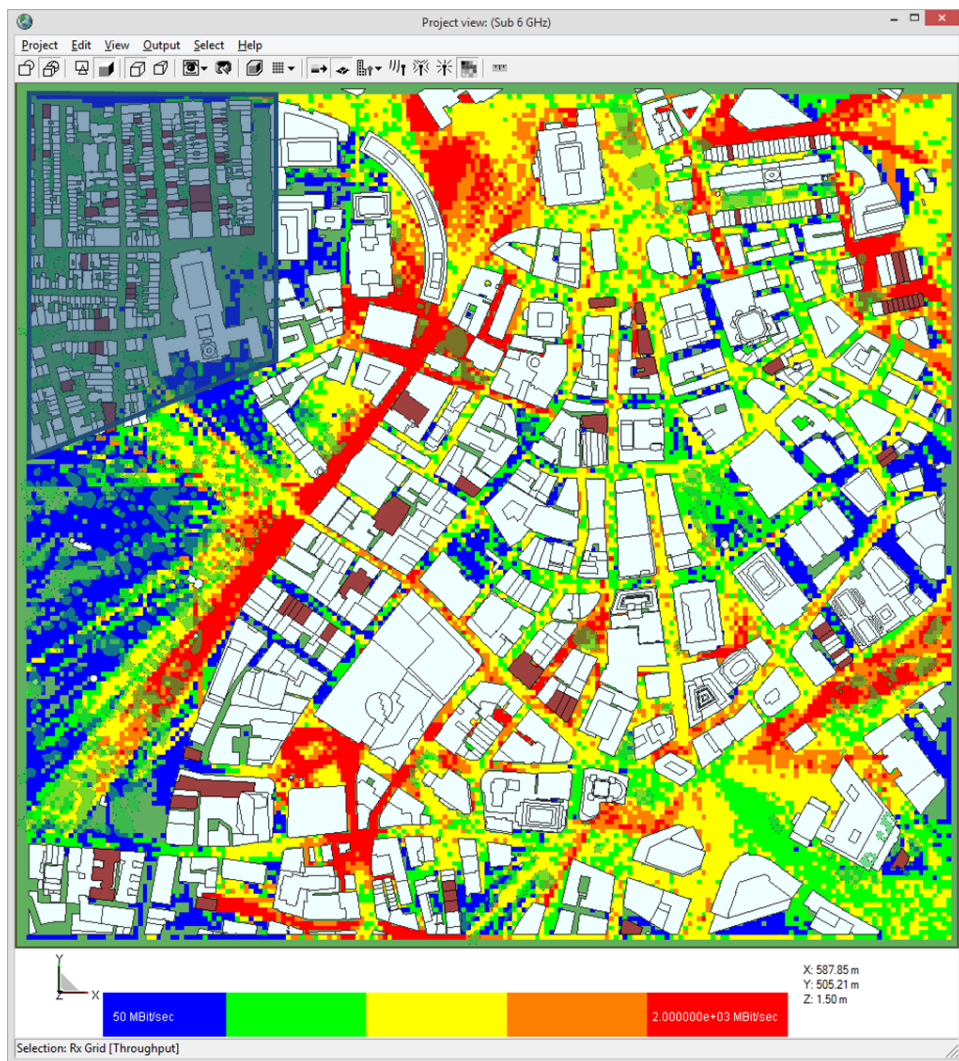 Project view: (Sub 6 GHz)
Project Edit View Output Select Help
X: 587.85 m
Y: 505.21 m
Z: 1.50 m
Y
Z X
50 MBit/sec 2.000000e+03 MBit/sec
Selection: Rx Grid [Throughput]